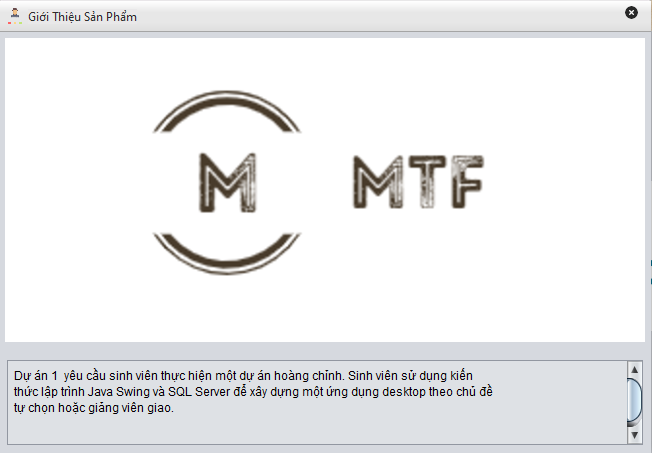 Giới Thiệu Sản Phẩm
M MTF
Dự án 1 yêu cầu sinh viên thực hiện một dự án hoàng chỉnh. Sinh viên sử dụng kiến
thức lập trình Java Swing và SQL Server để xây dựng một ứng dụng desktop theo chủ đề
tự chọn hoặc giảng viên giao.